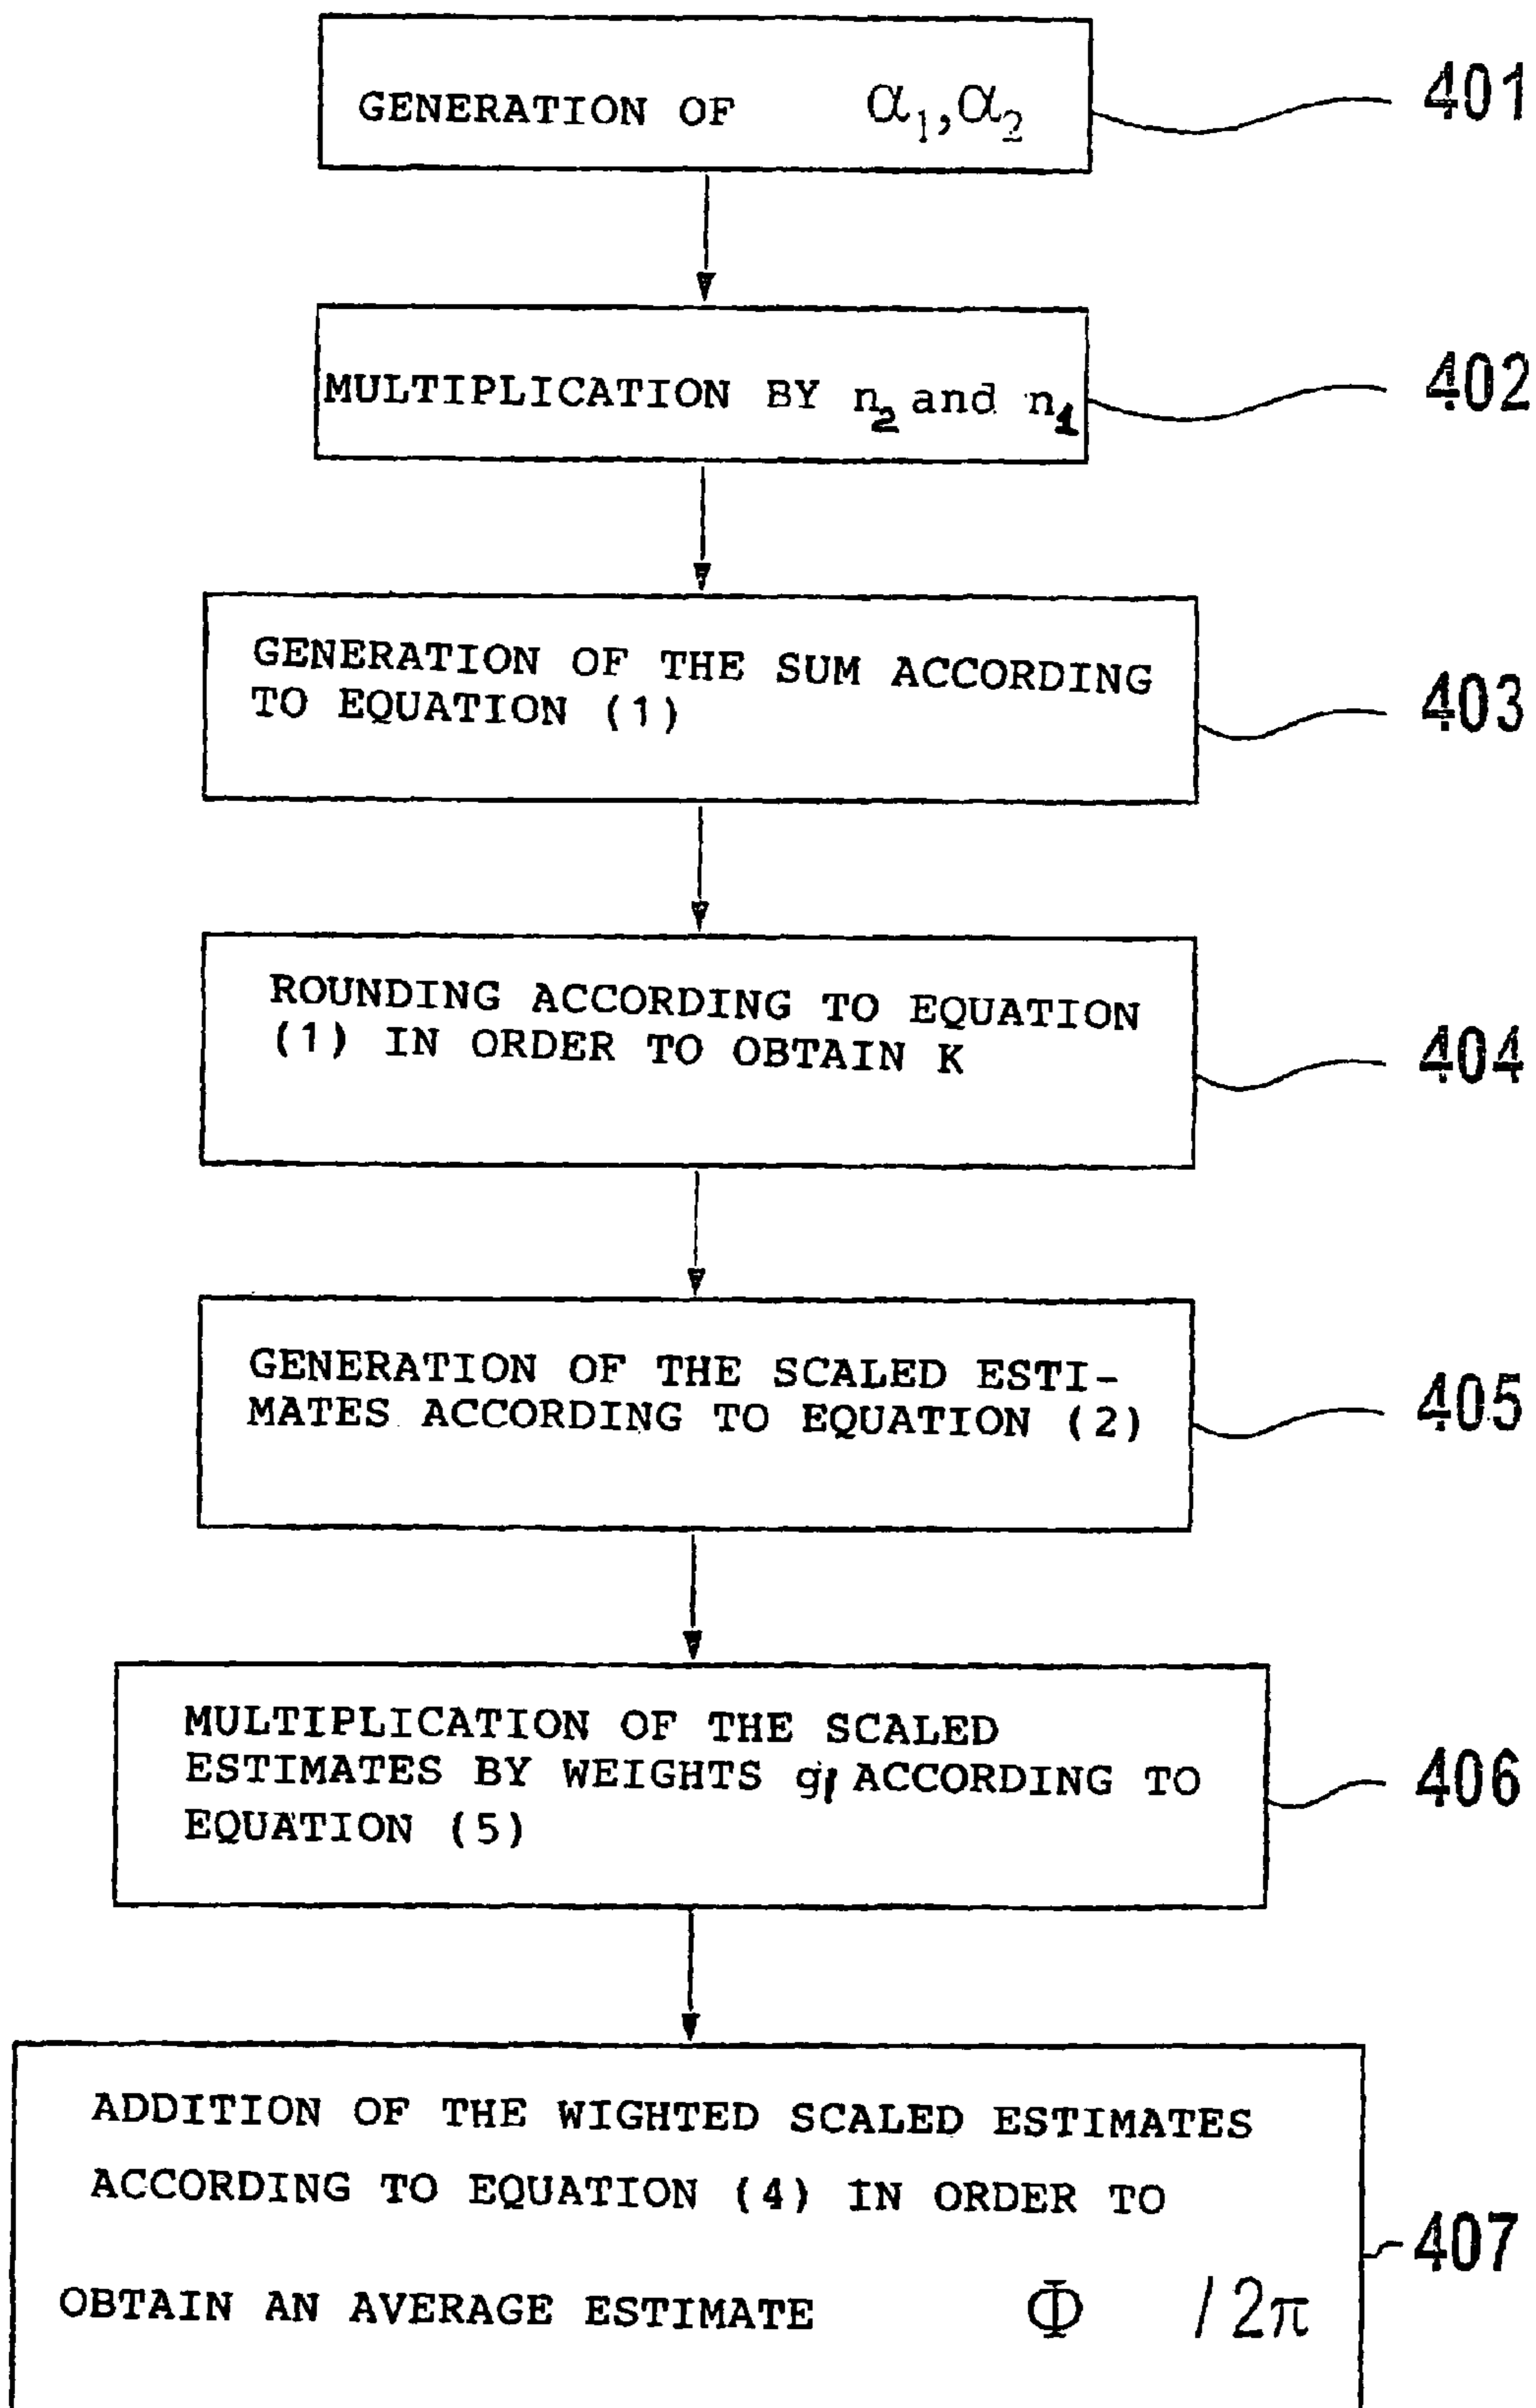 GENERATION OF α₁,α₂
401
MULTIPLICATION BY n₂ and n₁
402
GENERATION OF THE SUM ACCORDING
TO EQUATION (1)
403
ROUNDING ACCORDING TO EQUATION
(1) IN ORDER TO OBTAIN K
404
GENERATION OF THE SCALED ESTI-
MATES ACCORDING TO EQUATION (2)
405
MULTIPLICATION OF THE SCALED
ESTIMATES BY WEIGHTS ACCORDING TO
EQUATION (5)
406
ADDITION OF THE WIGHTED SCALED ESTIMATES
ACCORDING TO EQUATION (4) IN ORDER TO
OBTAIN AN AVERAGE ESTIMATE Φ /2π
407